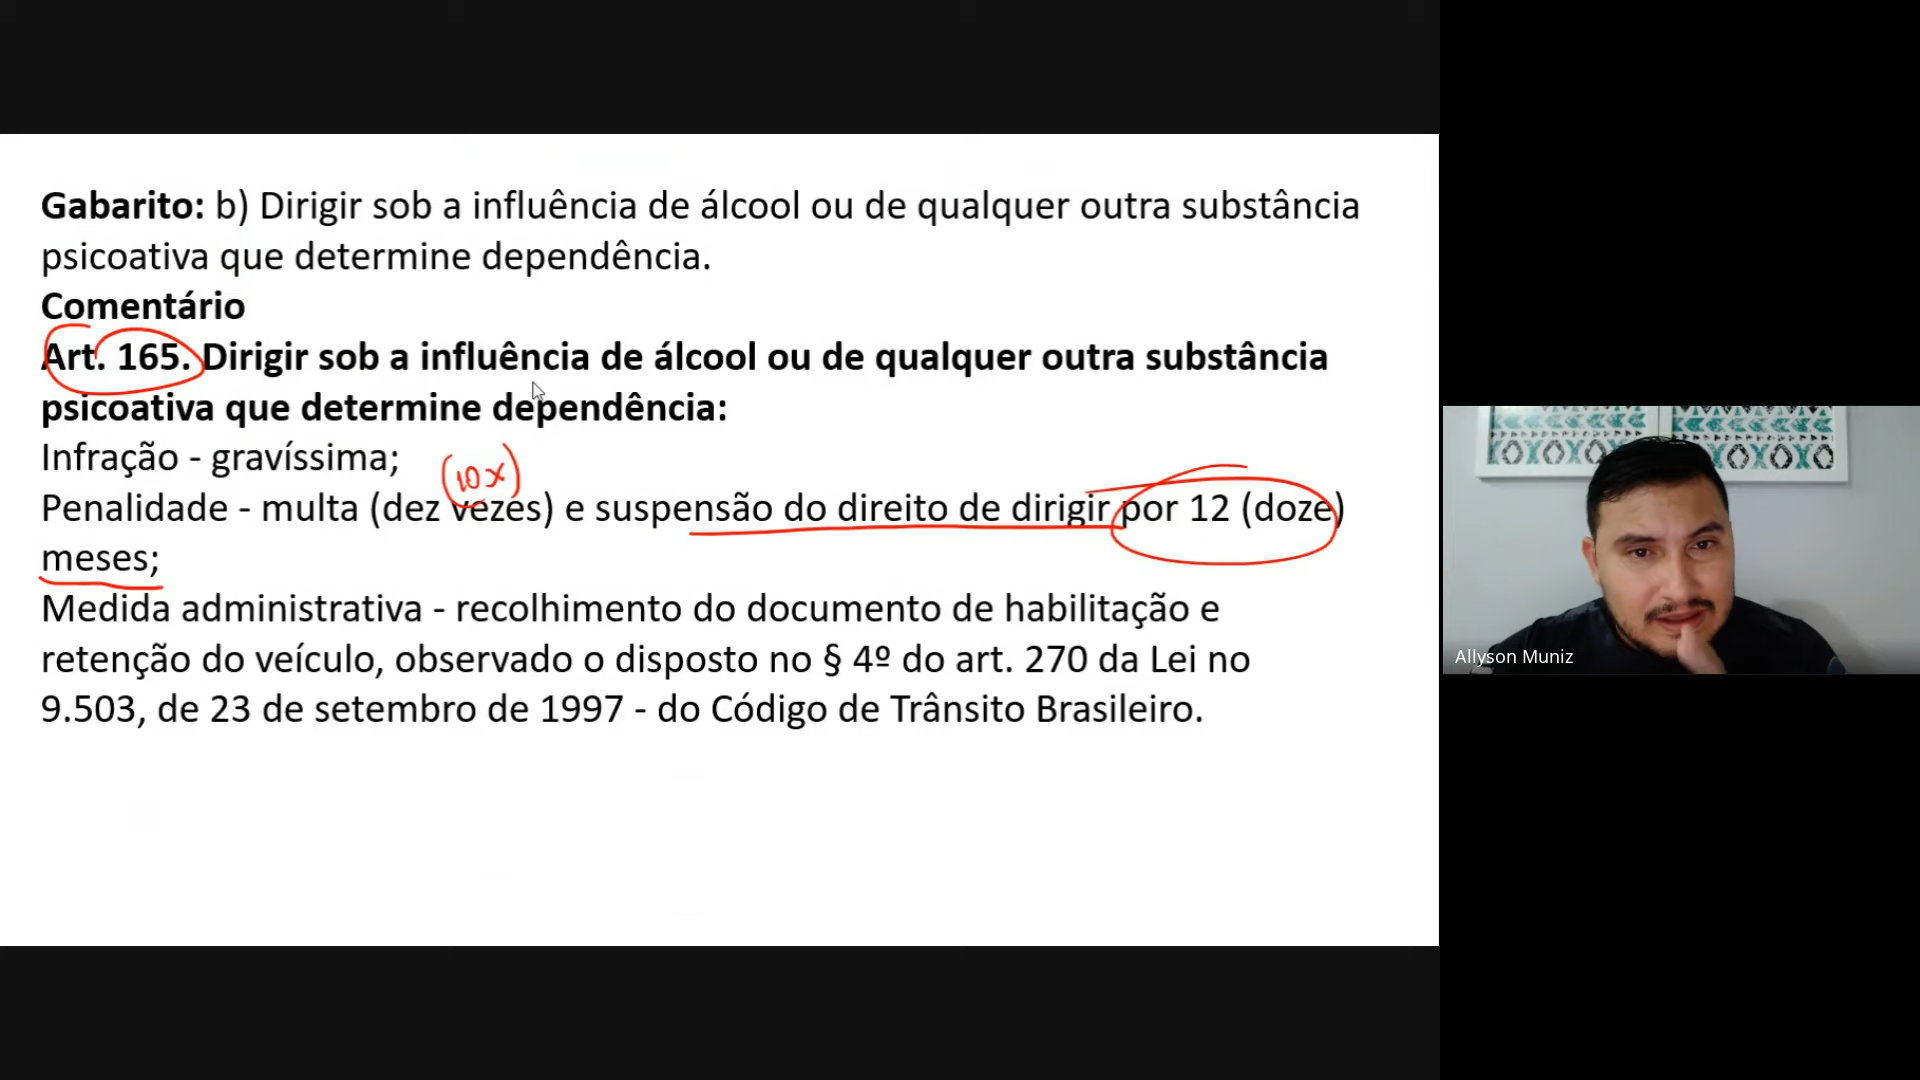 Gabarito: b) Dirigir sob a influência de álcool ou de qualquer outra substância
psicoativa que determine dependência.
Comentário
Art. 165. Dirigir sob a influência de álcool ou de qualquer outra substância
psicoativa que determine dependência:
Infração - gravíssima;
(10x)
Penalidade - multa (dez vezes) e suspensão do direito de dirigir por 12 (doze)
meses;
Medida administrativa - recolhimento do documento de habilitação e
retenção do veículo, observado o disposto no § 4º do art. 270 da Lei no
9.503, de 23 de setembro de 1997 - do Código de Trânsito Brasileiro.
Allyson Muniz